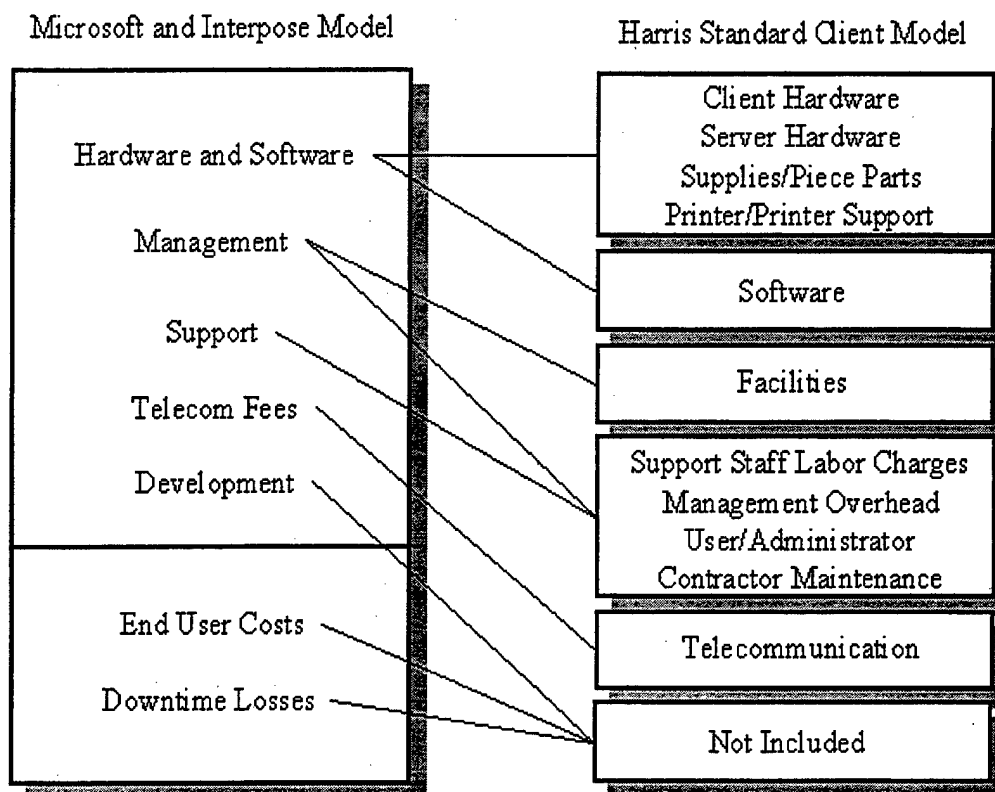 Microsoft and Interpose Model
Hardware and Software
Management
Support
Telecom Fees
Development
End User Costs
Downtime Losses
Harris Standard Client Model
Client Hardware
Server Hardware
Supplies/Piece Parts
Printer/Printer Support
Software
Facilities
Support Staff Labor Charges
Management Overhead
User/Administrator
Contractor Maintenance
Telecommunication
Not Included